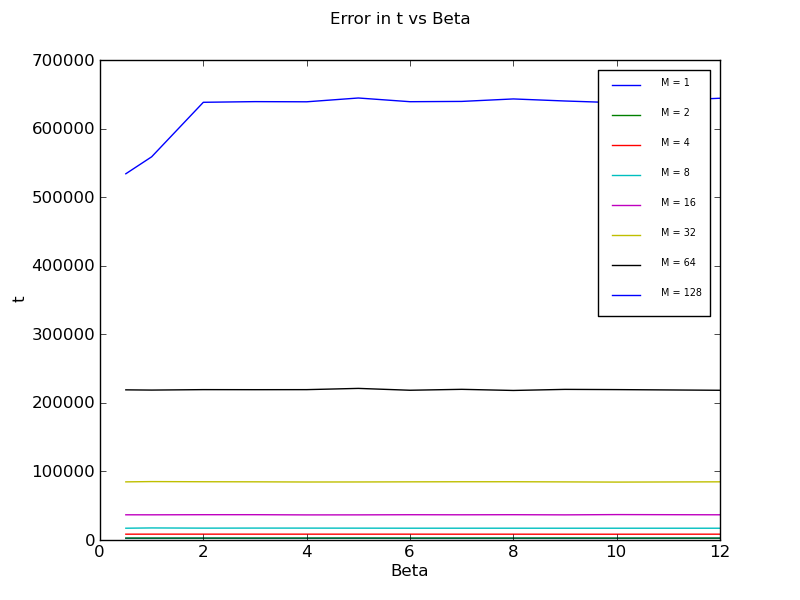 Error in t vs Beta
700000
600000
500000
400000
300000
200000
100000
0
t
M = 1
M = 2
M = 4
M = 8
M = 16
M = 32
M = 64
M = 128
0 2 4 6 8 10 12
Beta